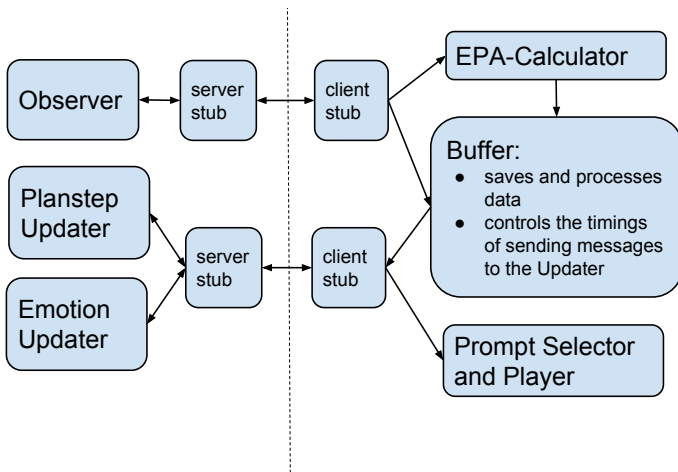 Observer
server
stub
client
stub
EPA-Calculator
Buffer:
● saves and processes
data
● controls the timings
of sending messages
to the Updater
Planstep
Updater
Emotion
Updater
server
stub
client
stub
Prompt Selector
and Player